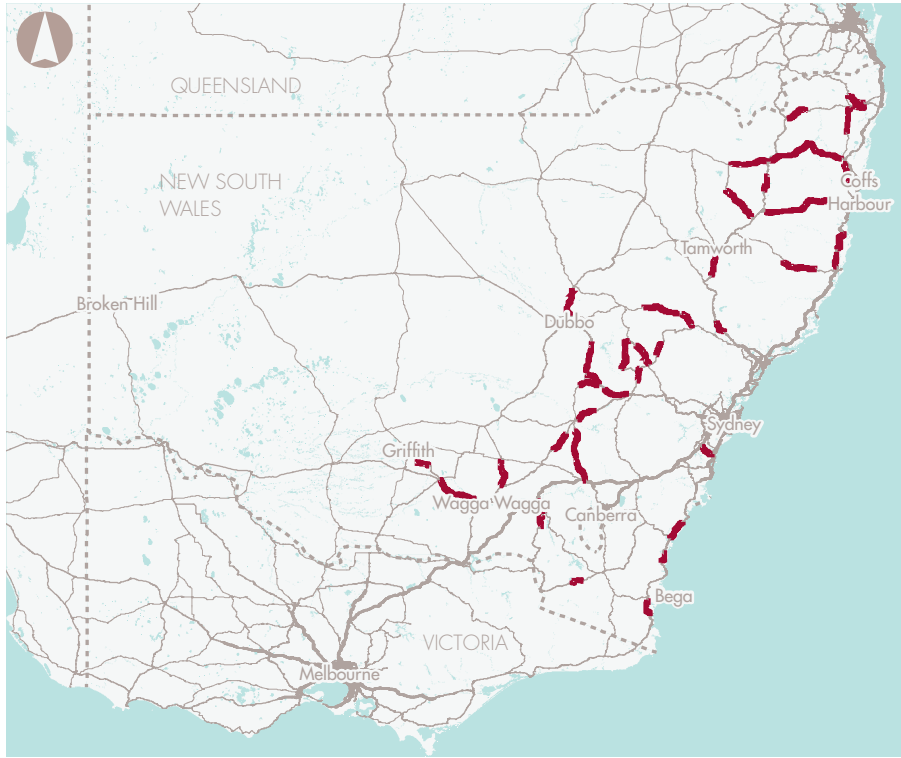 QUEENSLAND
NEW SOUTH
WALES
Coffs
Harbour
Tamworth
Broken Hill
Dubbo
Sydney
Griffith
Wagga Wagga
Canberra
Bega
VICTORIA
Melbourne